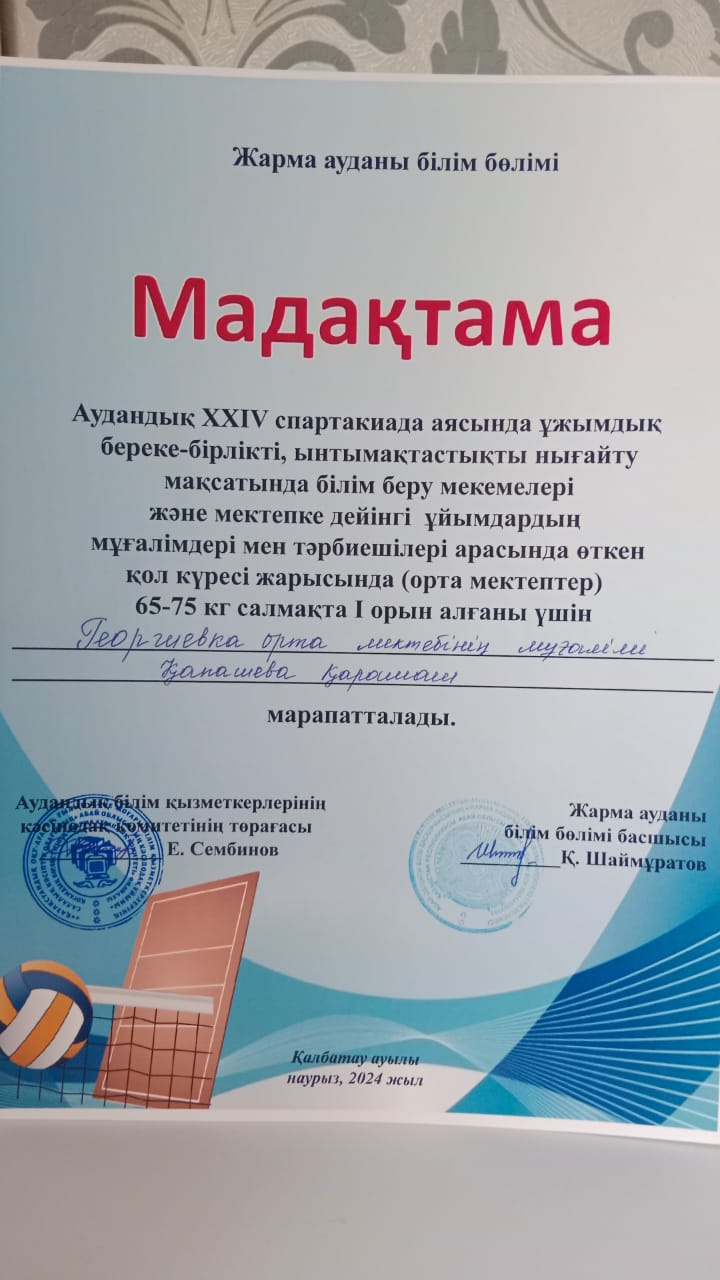 Жарма ауданы білім бөлімі
Мадақтама
Аудандық XXIV спартакиада аясында ұжымдық
береке-бірлікті, ынтымақтастықты нығайту
мақсатында білім беру мекемелері
және мектепке дейінгі ұйымдардың
мұғалімдері мен тәрбиешілері арасында өткен
қол күресі жарысында (орта мектептер)
65-75 кг салмақта I орын алғаны үшін
Георгиевка орта мектебінің мұғалімі
Қапашева Қарашаш
марапатталады.
Аудандық білім қызметкерлерінің
кәсіподақ комитетінің төрағасы
Е. Сембинов
Жарма ауданы
білім бөлімі басшысы
Қ. Шаймұратов
Қалбатау ауылы
наурыз, 2024 жыл